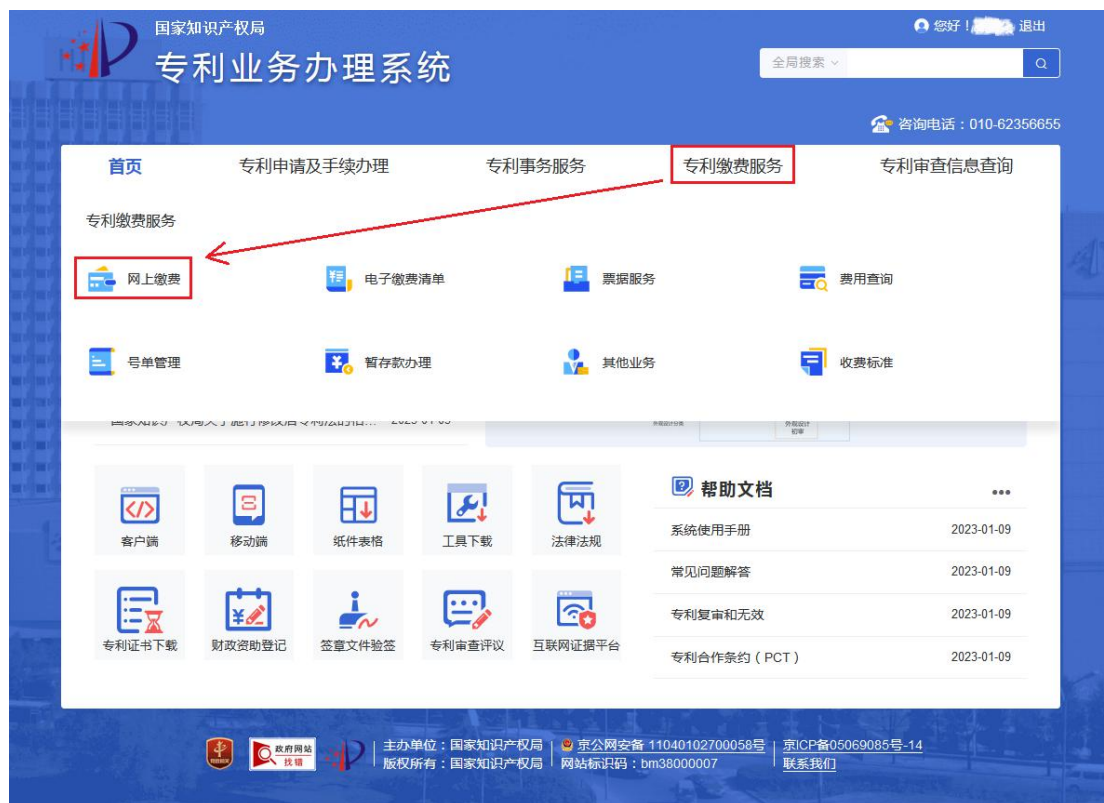 国家知识产权局
您好！ 退出
专利业务办理系统
全局搜索
咨询电话：010-62356655
首页 专利申请及手续办理 专利事务服务 专利缴费服务 专利审查信息查询
专利缴费服务
网上缴费 电子缴费清单 票据服务 费用查询
号单管理 暂存款办理 其他业务 收费标准
外观设计
初审
帮助文档
系统使用手册 2023-01-09
常见问题解答 2023-01-09
专利复审和无效 2023-01-09
专利合作条约（PCT） 2023-01-09
客户端 移动端 纸件表格 工具下载 法律法规
专利证书下载 财政资助登记 签章文件验签 专利审查评议 互联网证据平台
政府网站
找错
主办单位：国家知识产权局 京公网安备 11040102700058号 京ICP备05069085号-14
版权所有：国家知识产权局 网站标识码：bm38000007 联系我们